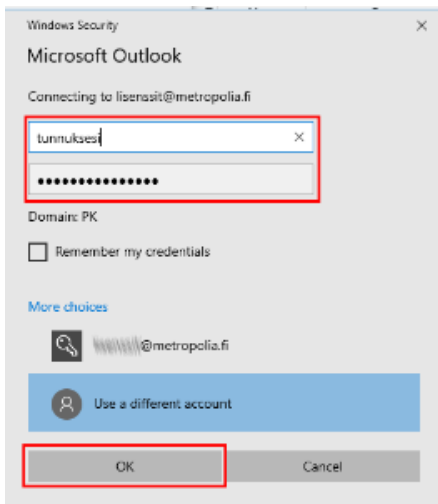 Windows Security
Microsoft Outlook
Connecting to lisenssit@metropolia.fi
tunnuksesi
●●●●●●●●●●●●●●●
Domain: PK
Remember my credentials
More choices
@metropolia.fi
Use a different account
OK
Cancel